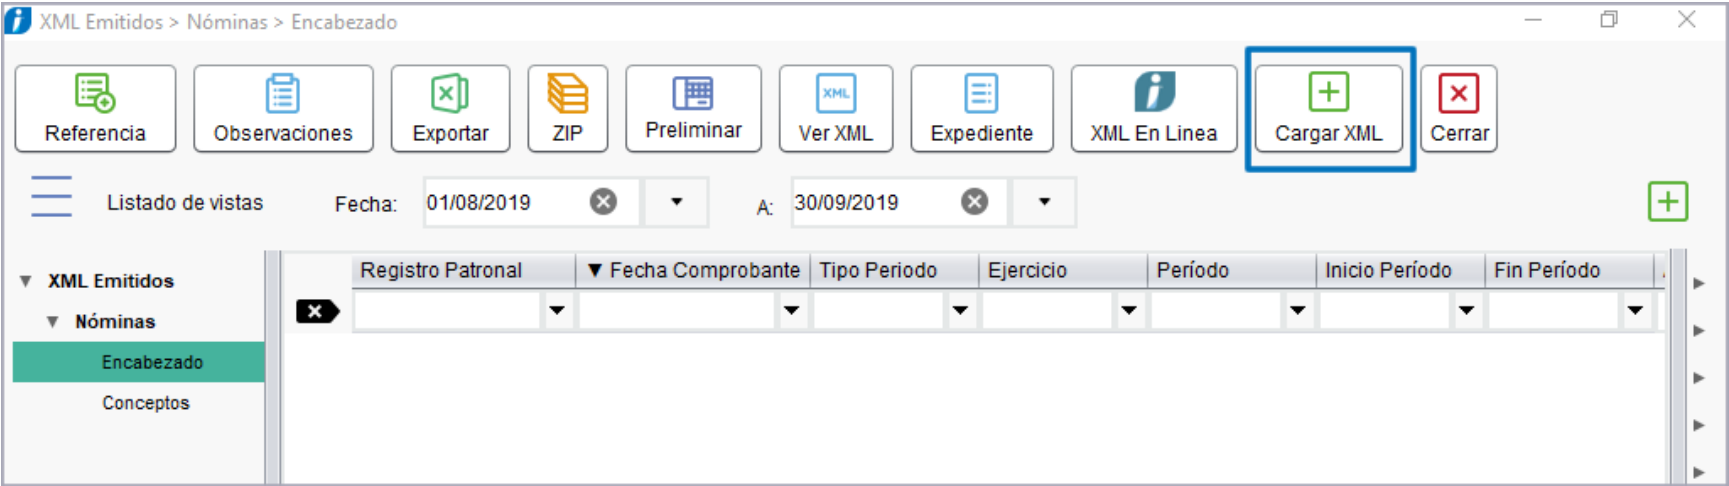 XML Emitidos > Nóminas > Encabezado
Referencia Observaciones Exportar ZIP Preliminar XML Ver XML Expediente XML En Linea Cargar XML Cerrar
Listado de vistas Fecha: 01/08/2019 A: 30/09/2019
Registro Patronal ▼ Fecha Comprobante Tipo Periodo Ejercicio Período Inicio Período Fin Período
XML Emitidos
Nóminas
Encabezado
Conceptos